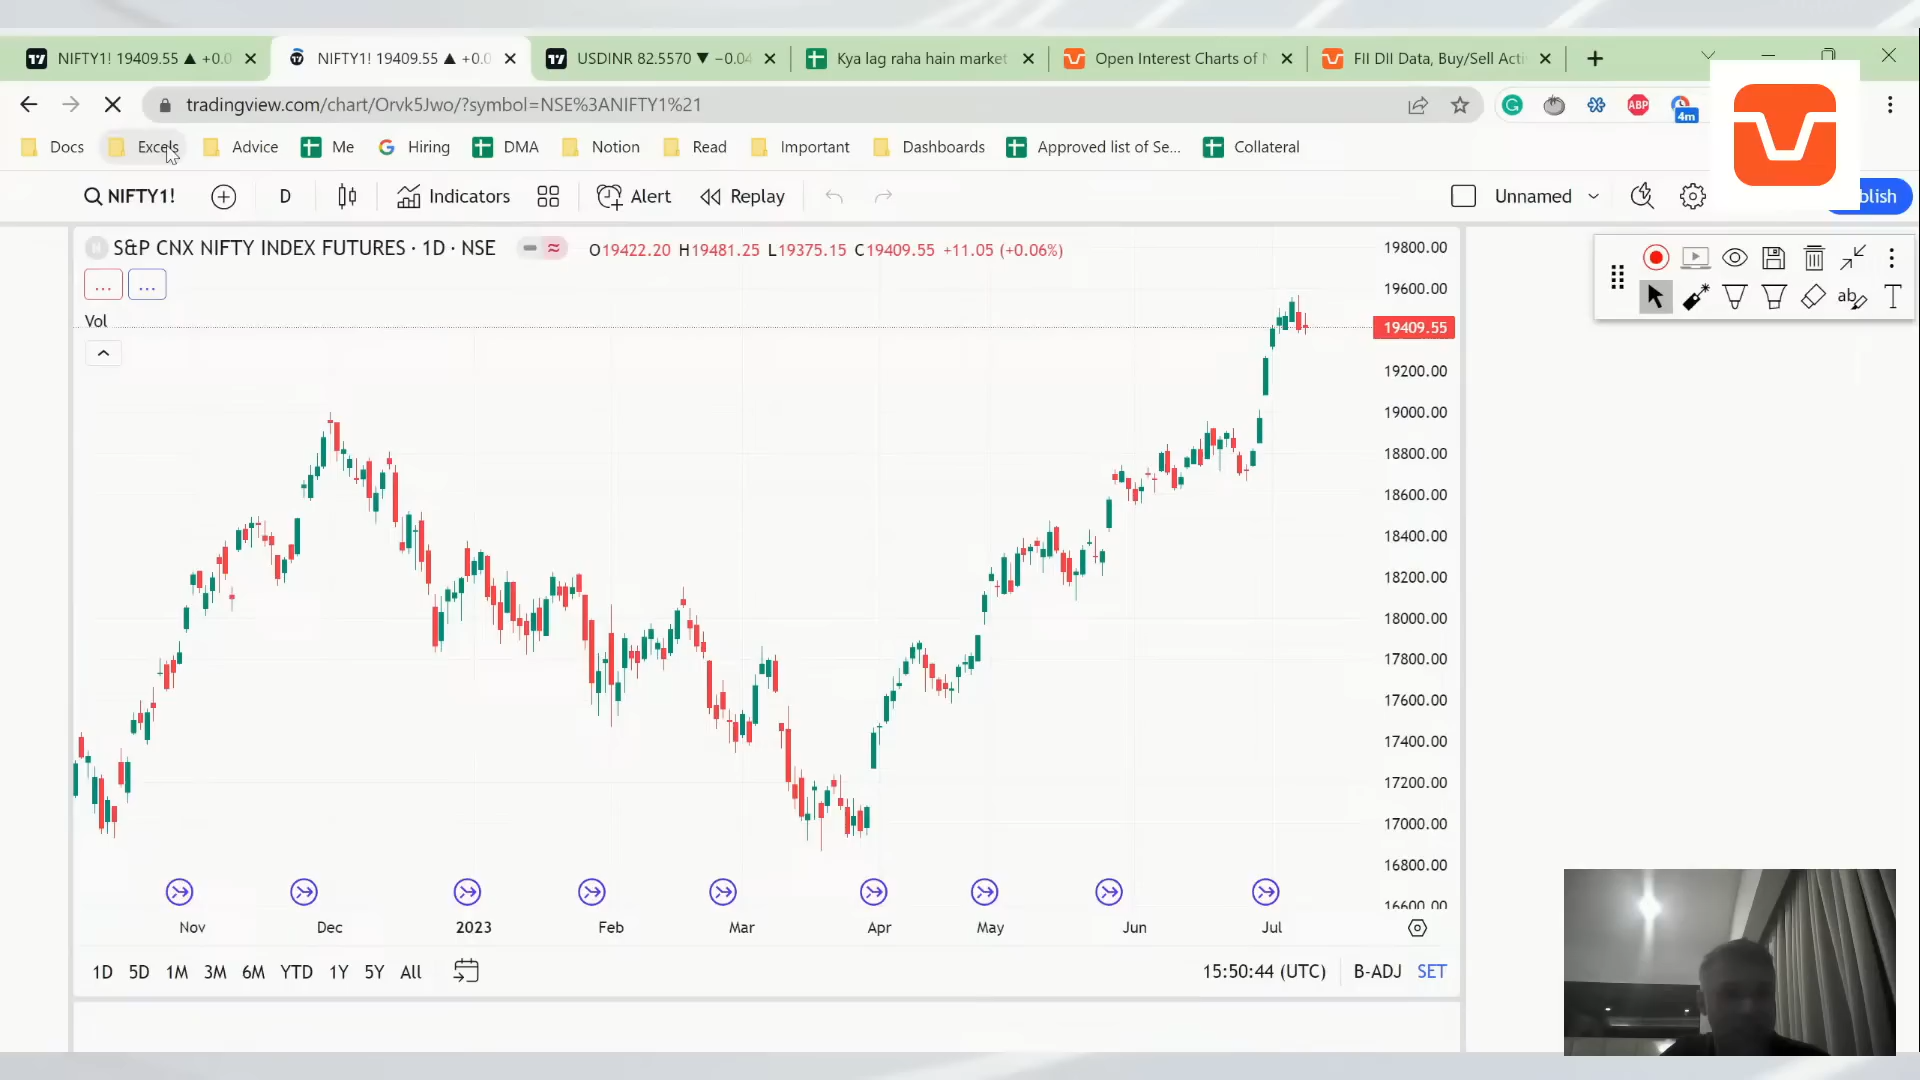 NIFTY1! 19409.55 ▲ +0.0
NIFTY1! 19409.55 ▲ +0.0
USDINR 82.5570 ▼ −0.04
Kya lag raha hain market
Open Interest Charts of N
FII DII Data, Buy/Sell Acti
tradingview.com/chart/Orvk5Jwo/?symbol=NSE%3ANIFTY1%21
ABP
4m
Docs
Excels
Advice
Me
Hiring
DMA
Notion
Read
Important
Dashboards
Approved list of Se...
Collateral
NIFTY1!
D
Indicators
Alert
Replay
Unnamed
blish
S&P CNX NIFTY INDEX FUTURES · 1D · NSE
O19422.20 H19481.25 L19375.15 C19409.55 +11.05 (+0.06%)
Vol
19800.00
19600.00
19409.55
19200.00
19000.00
18800.00
18600.00
18400.00
18200.00
18000.00
17800.00
17600.00
17400.00
17200.00
17000.00
16800.00
16600.00
Nov
Dec
2023
Feb
Mar
Apr
May
Jun
Jul
1D 5D 1M 3M 6M YTD 1Y 5Y All
15:50:44 (UTC)
B-ADJ
SET